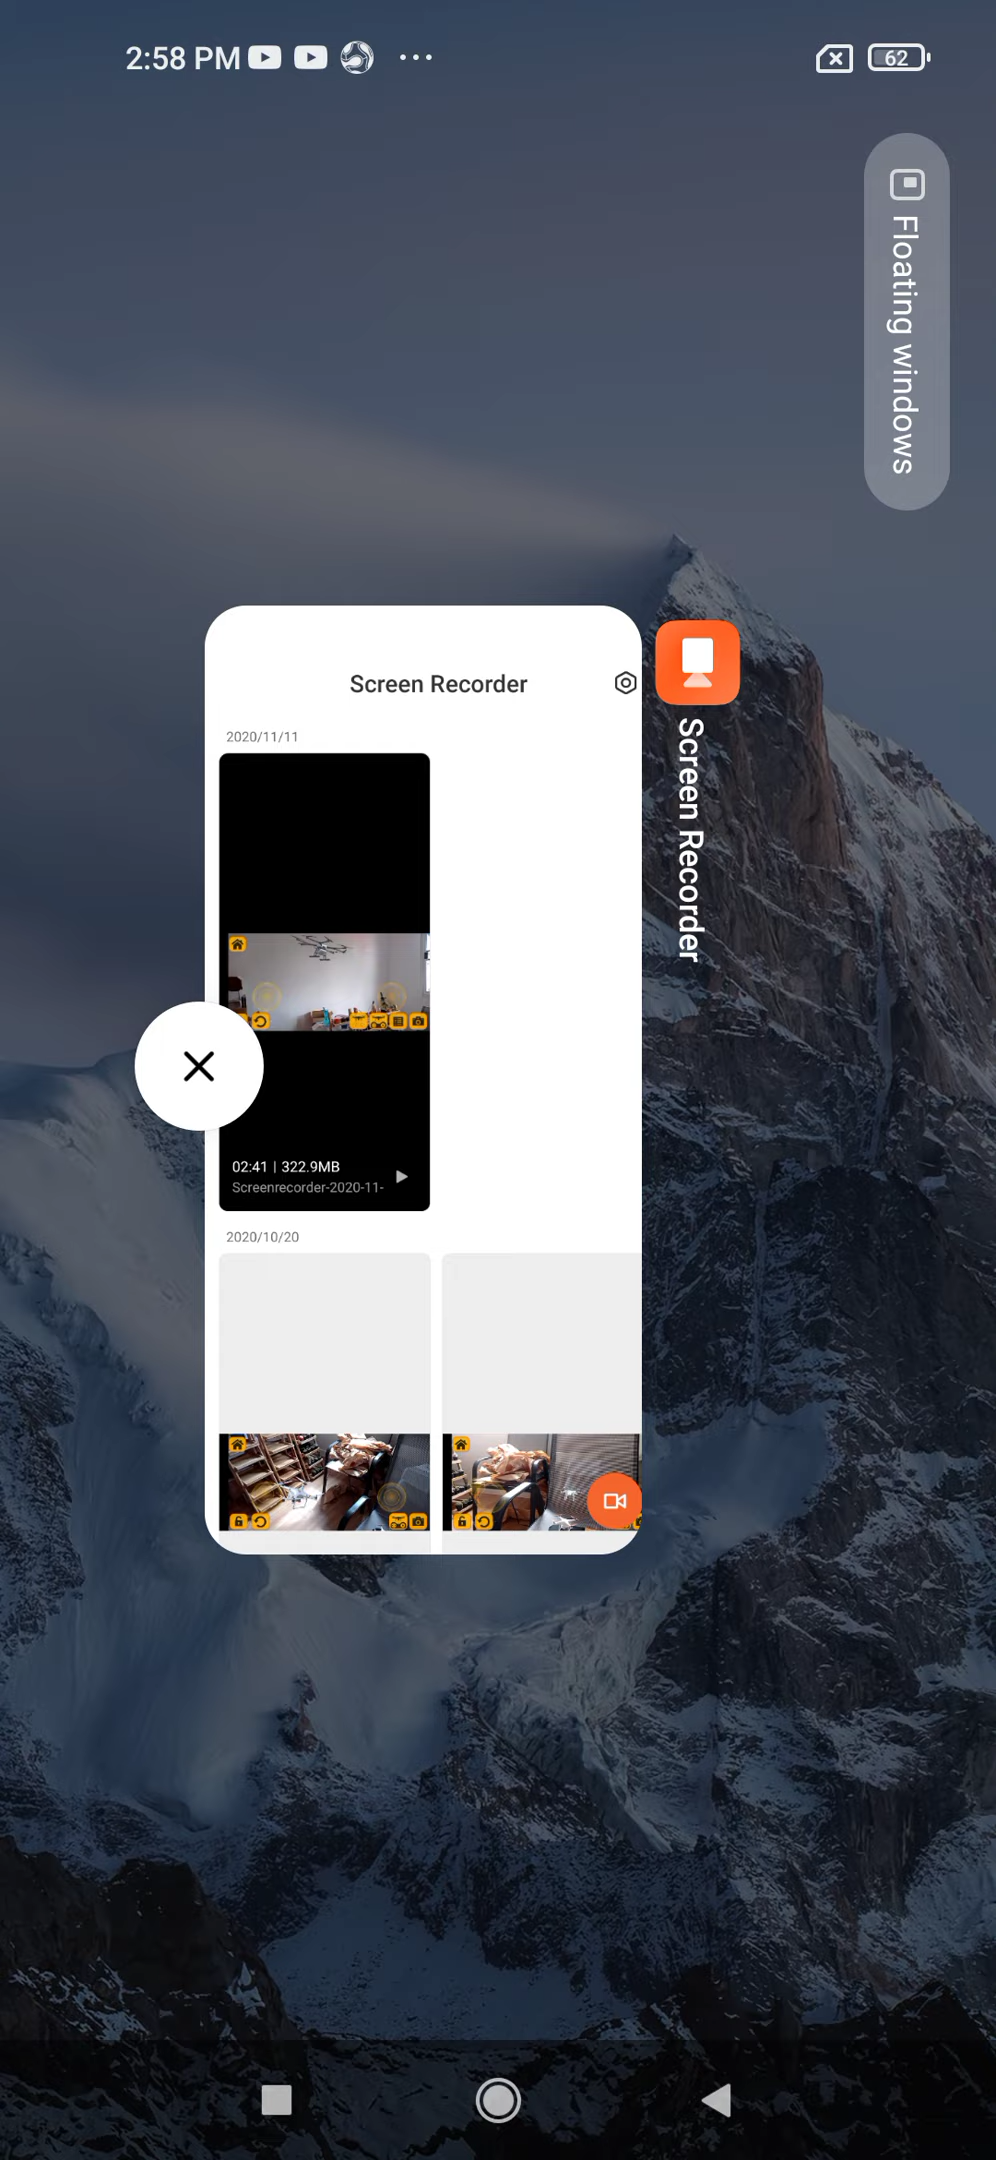 2:58 PM
62
Floating windows
Screen Recorder
Screen Recorder
2020/11/11
02:41 | 322.9MB
Screenrecorder-2020-11-
2020/10/20